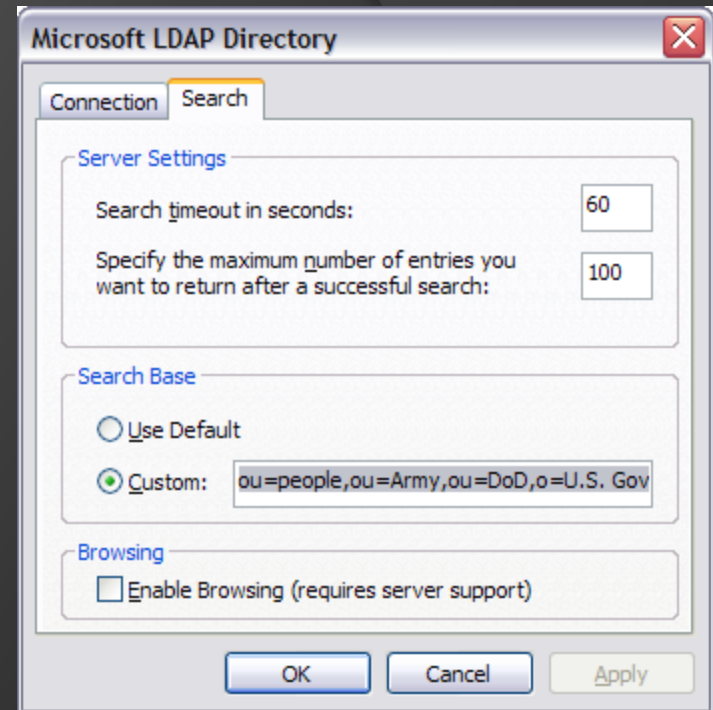 Microsoft LDAP Directory
Connection
Search
Server Settings
Search timeout in seconds:
60
Specify the maximum number of entries you
want to return after a successful search:
100
Search Base
Use Default
Custom:
ou=people,ou=Army,ou=DoD,o=U.S. Gov
Browsing
Enable Browsing (requires server support)
OK
Cancel
Apply